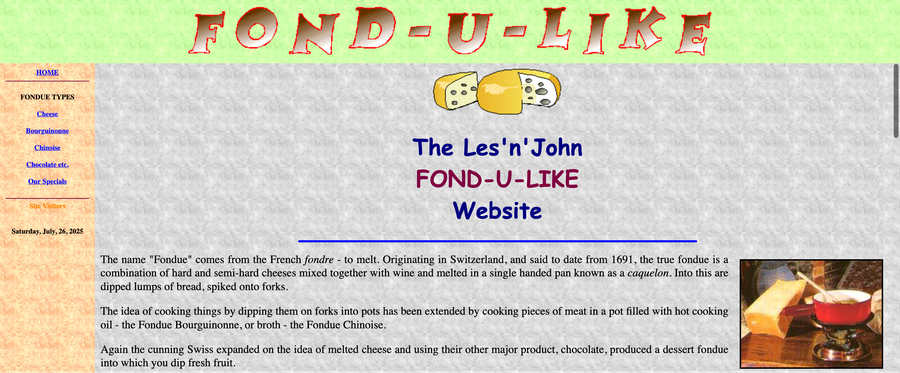 FOND-U-LIKE
HOME
FONDUE TYPES
Cheese
Bourguinonne
Chinoise
Chocolate etc.
Our Specials
Site Visitors
Saturday, July, 26, 2025
The Les'n'John
FOND-U-LIKE
Website
The name "Fondue" comes from the French fondre - to melt. Originating in Switzerland, and said to date from 1691, the true fondue is a
combination of hard and semi-hard cheeses mixed together with wine and melted in a single handed pan known as a caquelon. Into this are
dipped lumps of bread, spiked onto forks.
The idea of cooking things by dipping them on forks into pots has been extended by cooking pieces of meat in a pot filled with hot cooking
oil - the Fondue Bourguinonne, or broth - the Fondue Chinoise.
Again the cunning Swiss expanded on the idea of melted cheese and using their other major product, chocolate, produced a dessert fondue
into which you dip fresh fruit.